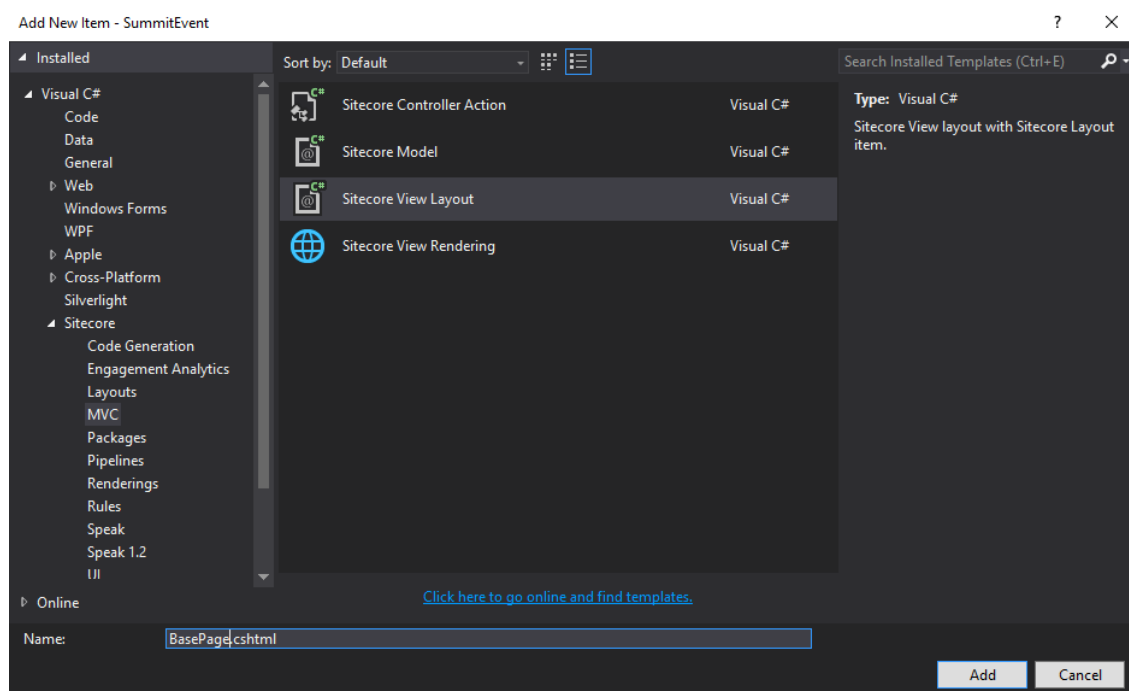 Add New Item - SummitEvent
? ×
Installed
Sort by: Default
Search Installed Templates (Ctrl+E)
Visual C#
Code
Data
General
Web
Windows Forms
WPF
Apple
Cross-Platform
Silverlight
Sitecore
Code Generation
Engagement Analytics
Layouts
MVC
Packages
Pipelines
Renderings
Rules
Speak
Speak 1.2
UI
Online
C# Sitecore Controller Action Visual C#
C# @ Sitecore Model Visual C#
C# @ Sitecore View Layout Visual C#
Sitecore View Rendering Visual C#
Click here to go online and find templates.
Type: Visual C#
Sitecore View layout with Sitecore Layout
item.
Name: BasePage.cshtml
Add Cancel